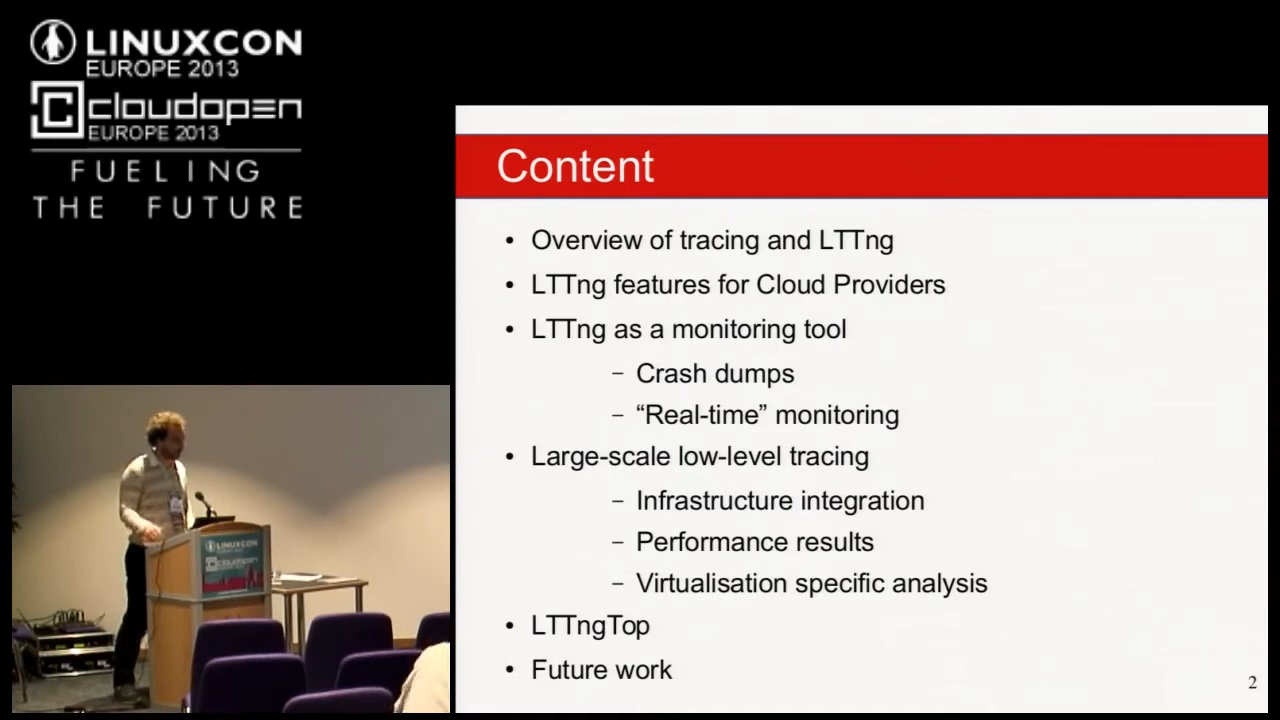 LINUXCON
EUROPE 2013
cloudopen
EUROPE 2013
FUELING
THE FUTURE
Content
• Overview of tracing and LTTng
• LTTng features for Cloud Providers
• LTTng as a monitoring tool
– Crash dumps
– “Real-time” monitoring
• Large-scale low-level tracing
– Infrastructure integration
– Performance results
– Virtualisation specific analysis
• LTTngTop
• Future work
2
LINUXCON
cloudopen